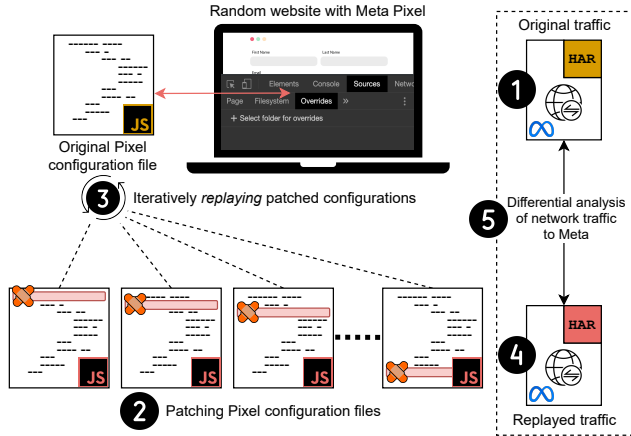 Random website with Meta Pixel
Original traffic
First Name
Last Name
Email
Elements
Console
Sources
Netwo
Page
Filesystem
Overrides
»
+ Select folder for overrides
JS
Original Pixel
configuration file
HAR
1
3
Iteratively replaying patched configurations
5
Differential analysis
of network traffic
to Meta
JS
JS
JS
JS
HAR
4
2
Patching Pixel configuration files
Replayed traffic